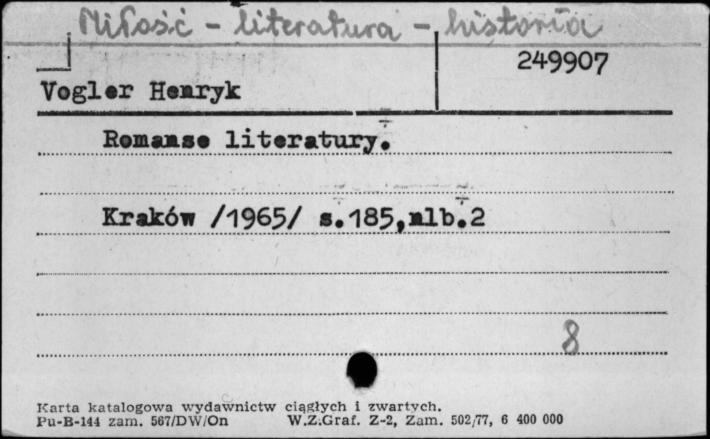 Miłość - literatura - historia
249907
Vogler Henryk
Romanse literatury.
Kraków /1965/ s.185,nlb.2
8
Karta katalogowa wydawnictw ciągłych i zwartych.
Pu-B-144 zam. 567/DW/On W.Z.Graf. Z-2, Zam. 502/77, 6 400 000